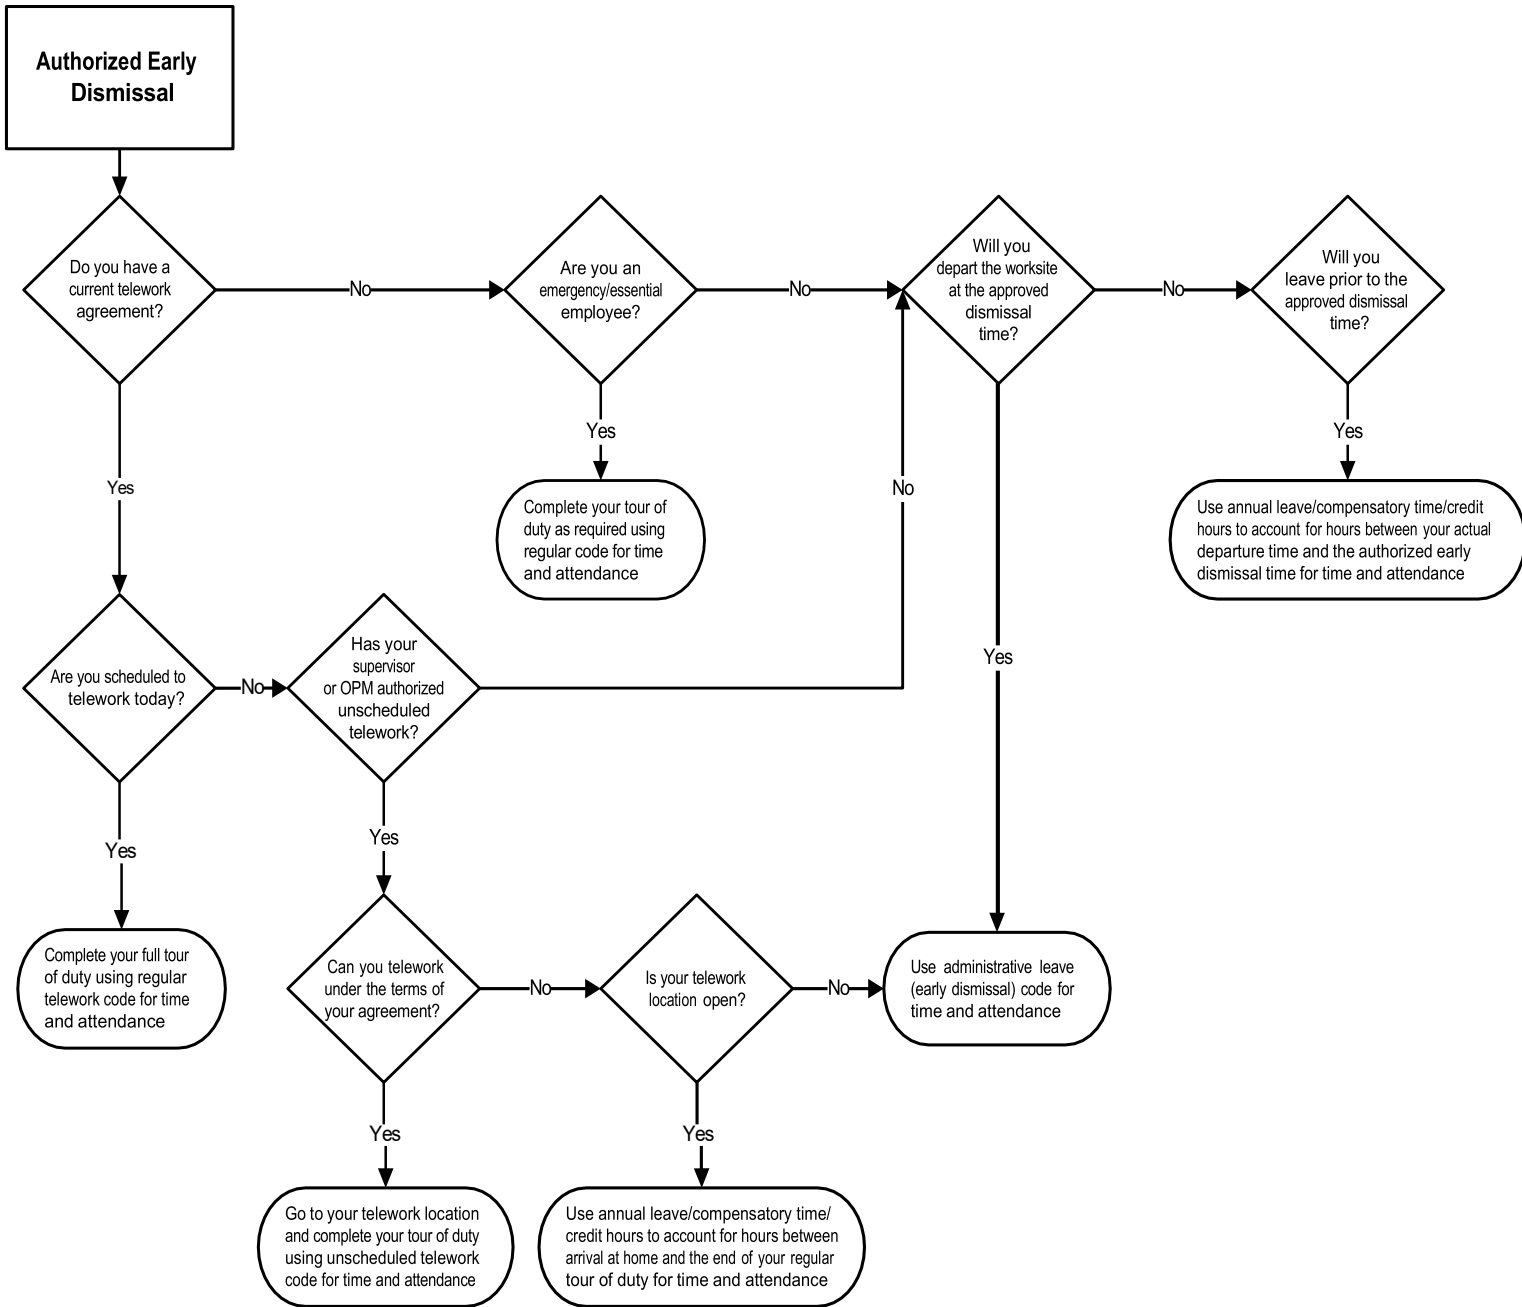 Authorized Early
Dismissal
Do you have a
current telework
agreement?
No
Are you an
emergency/essential
employee?
No
Will you
depart the worksite
at the approved
dismissal
time?
No
Will you
leave prior to the
approved dismissal
time?
Yes
Yes
Yes
No
Complete your tour of
duty as required using
regular code for time
and attendance
Use annual leave/compensatory time/credit
hours to account for hours between your actual
departure time and the authorized early
dismissal time for time and attendance
Are you scheduled to
telework today?
No
Has your
supervisor
or OPM authorized
unscheduled
telework?
Yes
Yes
Yes
Complete your full tour
of duty using regular
telework code for time
and attendance
Can you telework
under the terms of
your agreement?
No
Is your telework
location open?
No
Use administrative leave
(early dismissal) code for
time and attendance
Yes
Yes
Go to your telework location
and complete your tour of duty
using unscheduled telework
code for time and attendance
Use annual leave/compensatory time/
credit hours to account for hours between
arrival at home and the end of your regular
tour of duty for time and attendance